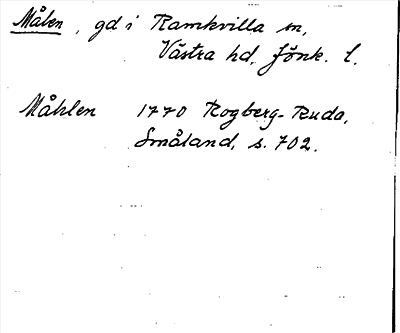 Målen, gd i Ramkvilla sn,
Västra hd, Jönk. l.
Måhlen 1770 Rogberg-Ruda,
Småland, s. 702.